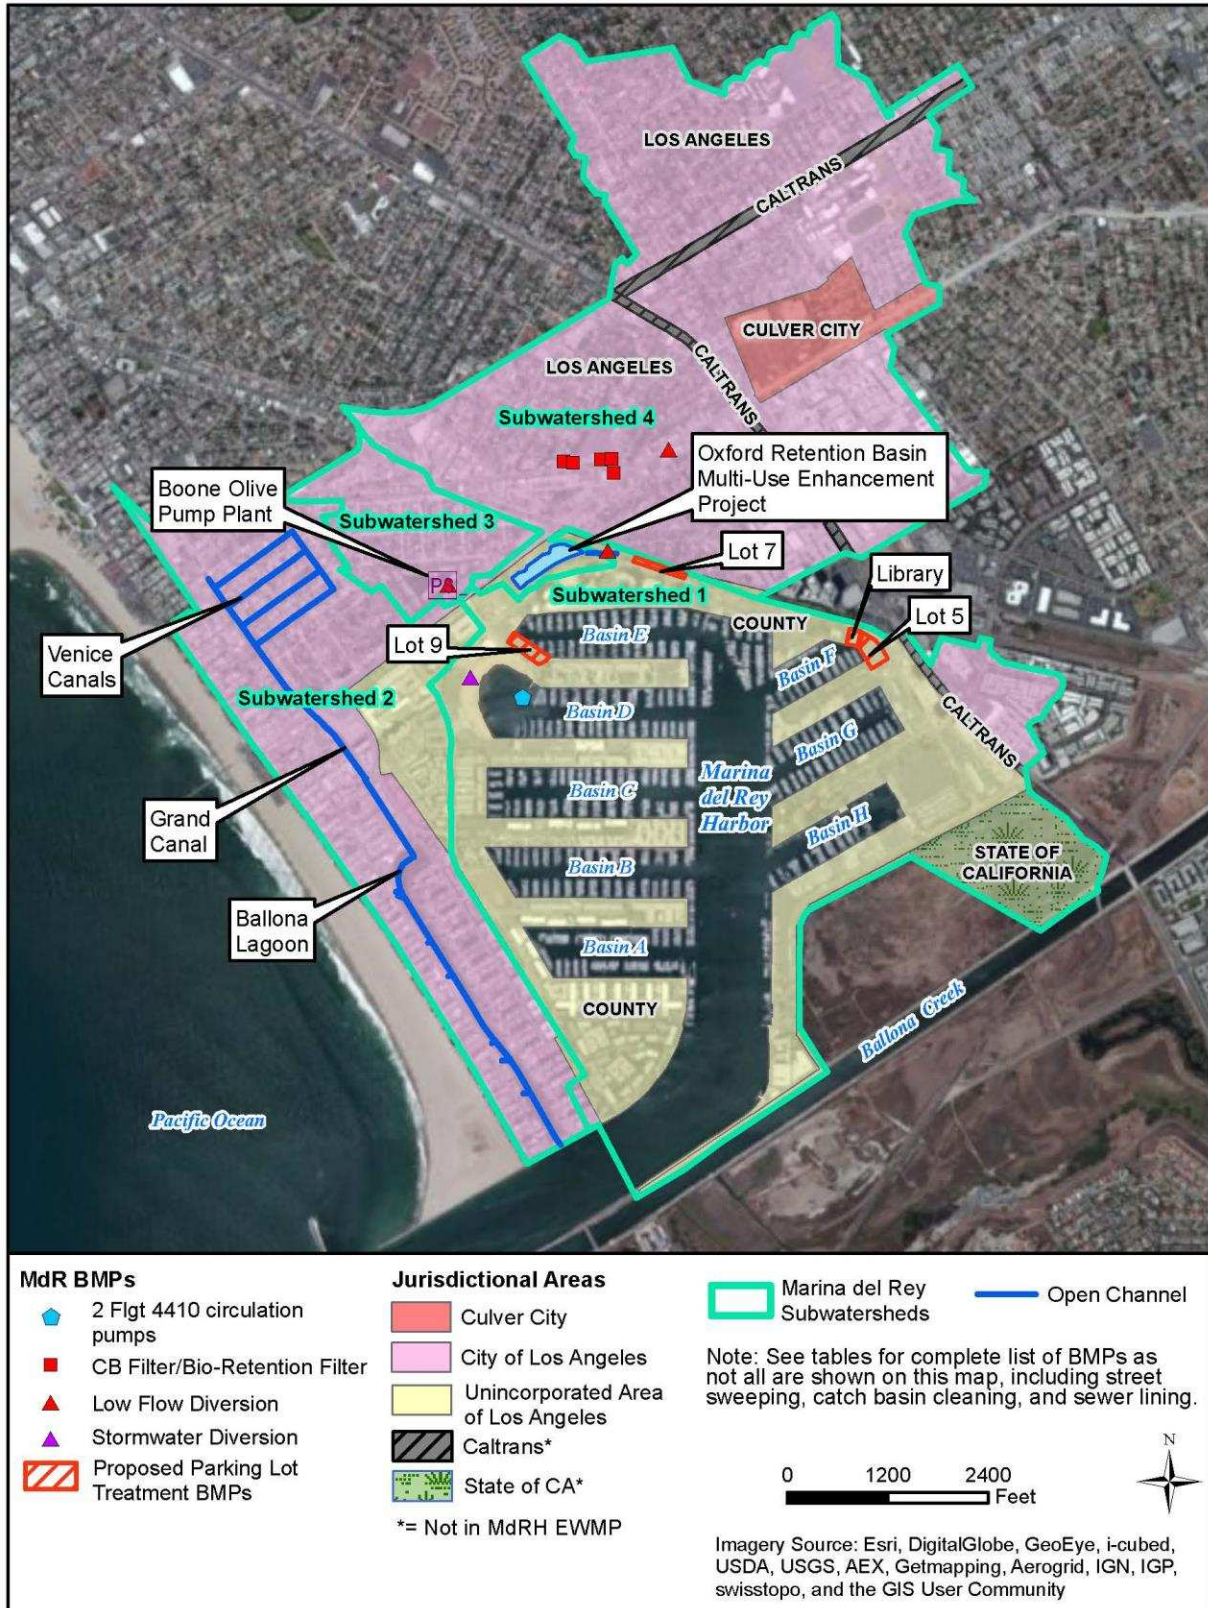 LOS ANGELES
CALTRANS
CULVER CITY
LOS ANGELES
CALTRANS
Subwatershed 4
Oxford Retention Basin
Multi-Use Enhancement
Project
Boone Olive
Pump Plant
Subwatershed 3
Lot 7
P
Library
Subwatershed 1
COUNTY
Lot 5
Lot 9
Basin E
Basin F
Venice
Canals
Subwatershed 2
Basin D
CALTRANS
Basin G
Marina
del Rey
Harbor
Basin C
Grand
Canal
Basin H
STATE OF
CALIFORNIA
Basin B
Ballona
Lagoon
Basin A
COUNTY
Ballona Creek
Pacific Ocean
MdR BMPs
2 Flgt 4410 circulation
pumps
CB Filter/Bio-Retention Filter
Low Flow Diversion
Stormwater Diversion
Proposed Parking Lot
Treatment BMPs
Jurisdictional Areas
Culver City
City of Los Angeles
Unincorporated Area
of Los Angeles
Caltrans*
State of CA*
*= Not in MdRH EWMP
Marina del Rey
Subwatersheds
Open Channel
Note: See tables for complete list of BMPs as
not all are shown on this map, including street
sweeping, catch basin cleaning, and sewer lining.
N
0 1200 2400
Feet
Imagery Source: Esri, DigitalGlobe, GeoEye, i-cubed,
USDA, USGS, AEX, Getmapping, Aerogrid, IGN, IGP,
swisstopo, and the GIS User Community